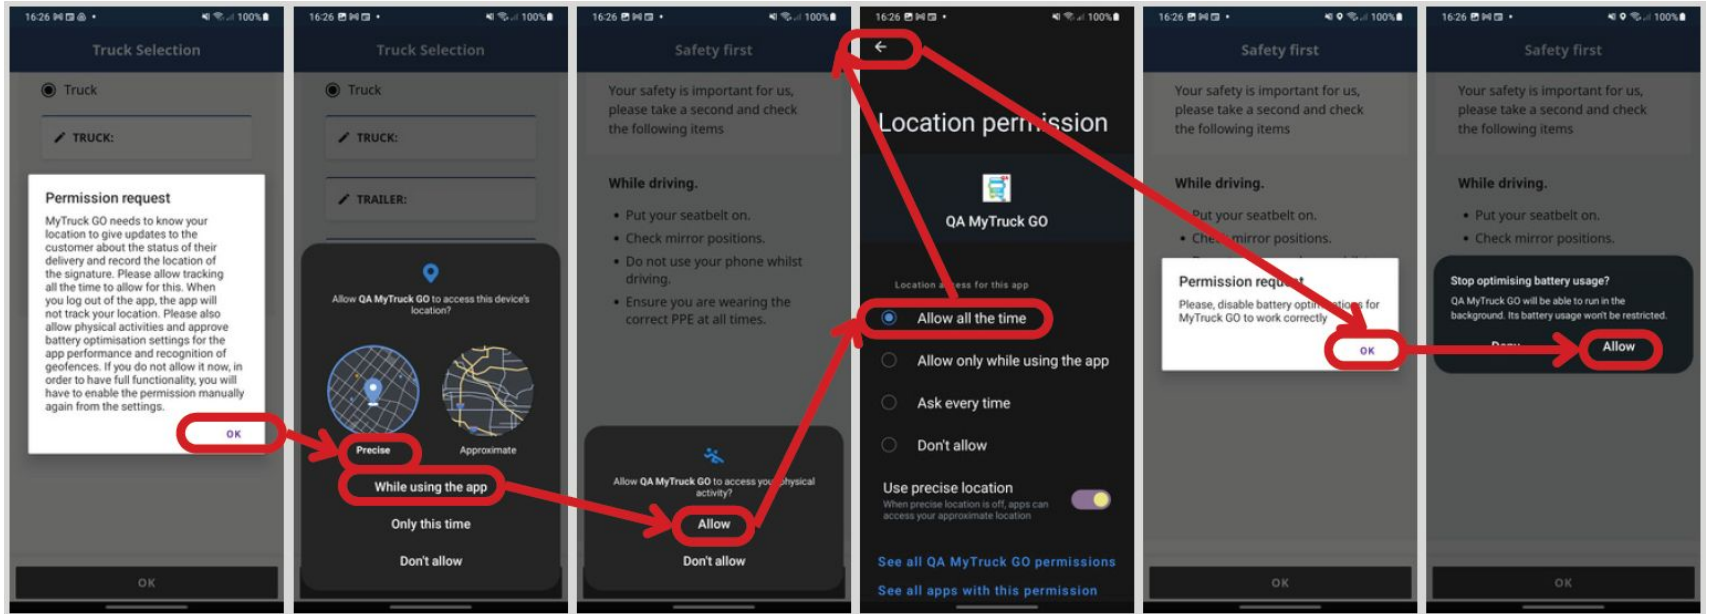 16:26
100%
Truck Selection
Truck
TRUCK:
Permission request
MyTruck GO needs to know your
location to give updates to the
customer about the status of their
delivery and record the location of
the signature. Please allow tracking
all the time to allow for this. When
you log out of the app, the app will
not track your location. Please also
allow physical activities and approve
battery optimisation settings for the
app performance and recognition of
geofences. If you do not allow it now, in
order to have full functionality, you will
have to enable the permission manually
again from the settings.
OK
OK
16:26
100%
Truck Selection
Truck
TRUCK:
TRAILER:
Allow QA MyTruck GO to access this device's
location?
Precise
Approximate
While using the app
Only this time
Don't allow
16:26
100%
Safety first
Your safety is important for us,
please take a second and check
the following items
While driving.
• Put your seatbelt on.
• Check mirror positions.
• Do not use your phone whilst
driving.
• Ensure you are wearing the
correct PPE at all times.
Allow QA MyTruck GO to access your physical
activity?
Allow
Don't allow
16:26
100%
Location permission
QA MyTruck GO
Location access for this app
Allow all the time
Allow only while using the app
Ask every time
Don't allow
Use precise location
When precise location is off, apps can
access your approximate location
See all QA MyTruck GO permissions
See all apps with this permission
16:26
100%
Safety first
Your safety is important for us,
please take a second and check
the following items
While driving.
• Put your seatbelt on.
• Check mirror positions.
Permission request
Please, disable battery optimizations for
MyTruck GO to work correctly
OK
OK
16:26
100%
Safety first
Your safety is important for us,
please take a second and check
the following items
While driving.
• Put your seatbelt on.
• Check mirror positions.
Stop optimising battery usage?
QA MyTruck GO will be able to run in the
background. Its battery usage won't be restricted.
Deny
Allow
OK